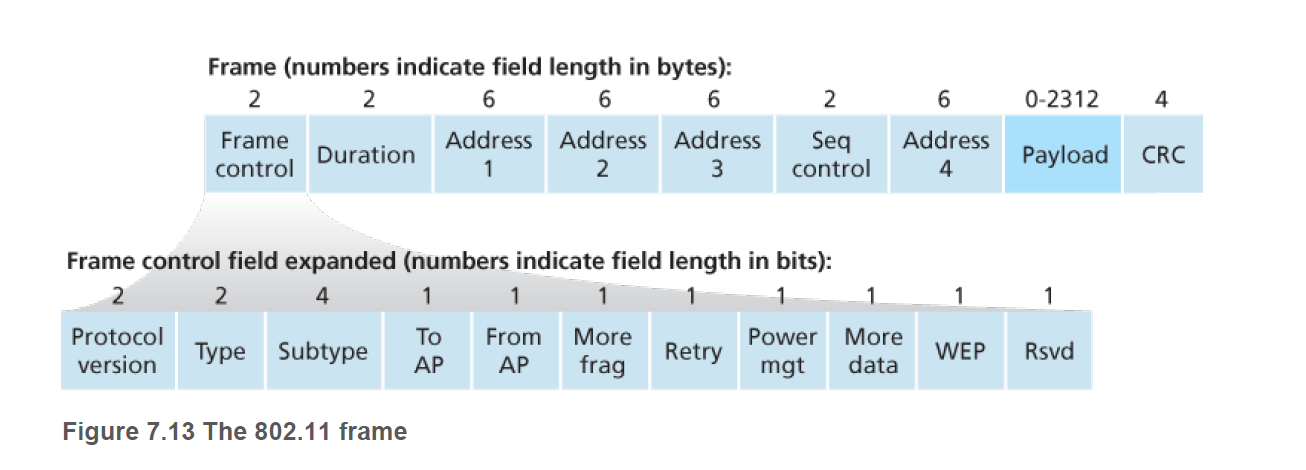 Frame (numbers indicate field length in bytes):
2 2 6 6 6 2 6 0-2312 4
Frame control
Duration
Address 1
Address 2
Address 3
Seq control
Address 4
Payload
CRC
Frame control field expanded (numbers indicate field length in bits):
2 2 4 1 1 1 1 1 1 1 1
Protocol version
Type
Subtype
To AP
From AP
More frag
Retry
Power mgt
More data
WEP
Rsvd
Figure 7.13 The 802.11 frame